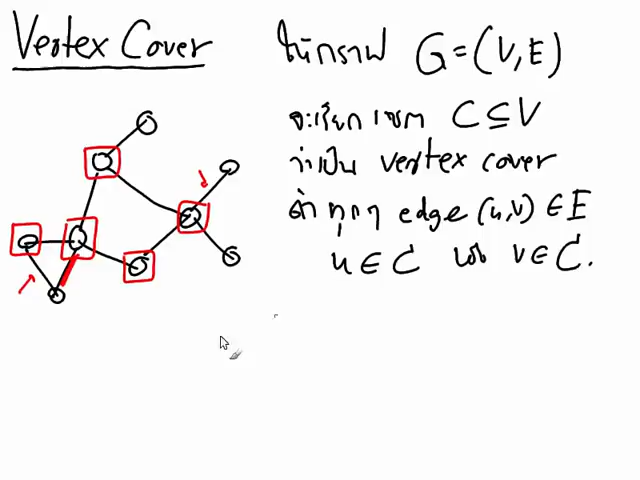 Vertex Cover
ให้กราฟ G=(V,E)
จะเรียกเซต C⊆V
ว่าเป็น vertex cover
ถ้า ทุกๆ edge (u,v) ∈ E
u ∈ C หรือ v ∈ C.